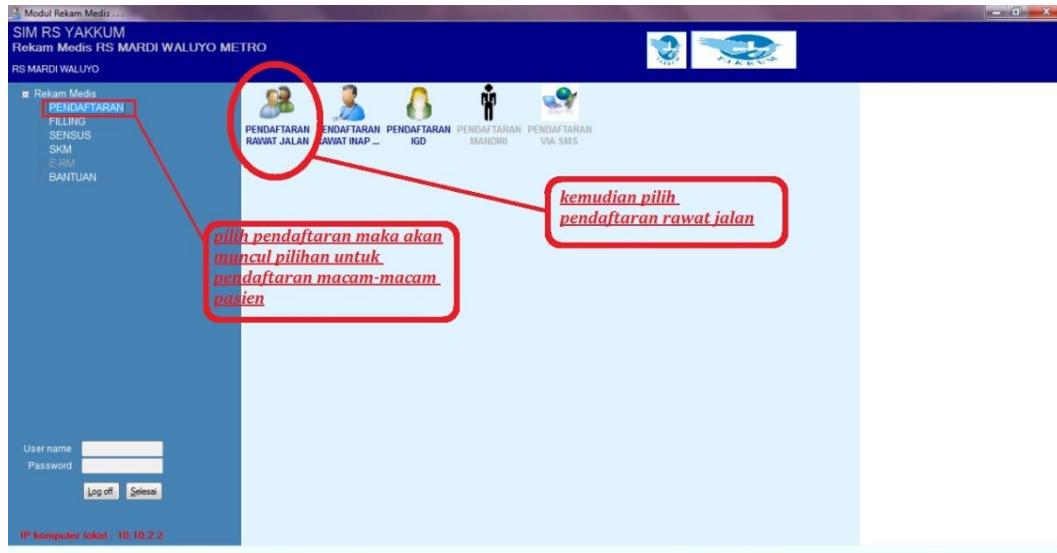 Modul Rekam Medis . . .
SIM RS YAKKUM
Rekam Medis RS MARDI WALUYO METRO
RS MARDI WALUYO
Rekam Medis
PENDAFTARAN
FILLING
SENSUS
SKM
E-RM
BANTUAN
PENDAFTARAN
RAWAT JALAN
PENDAFTARAN
RAWAT INAP ...
PENDAFTARAN
IGD
PENDAFTARAN
MANDIRI
PENDAFTARAN
VIA SMS
kemudian pilih
pendaftaran rawat jalan
pilih pendaftaran maka akan
muncul pilihan untuk
pendaftaran macam-macam
pasien
User name
Password
Log off
Selesai
IP komputer lokal : 10.10.2.2